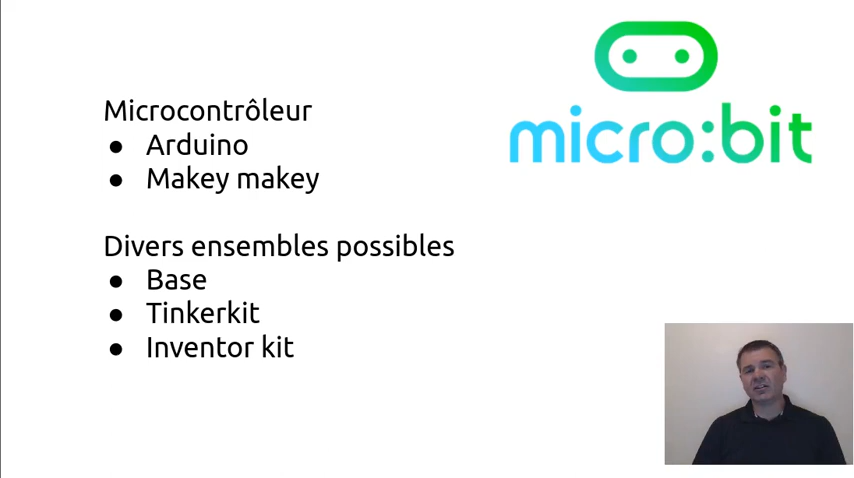 micro:bit
Microcontrôleur
● Arduino
● Makey makey
Divers ensembles possibles
● Base
● Tinkerkit
● Inventor kit